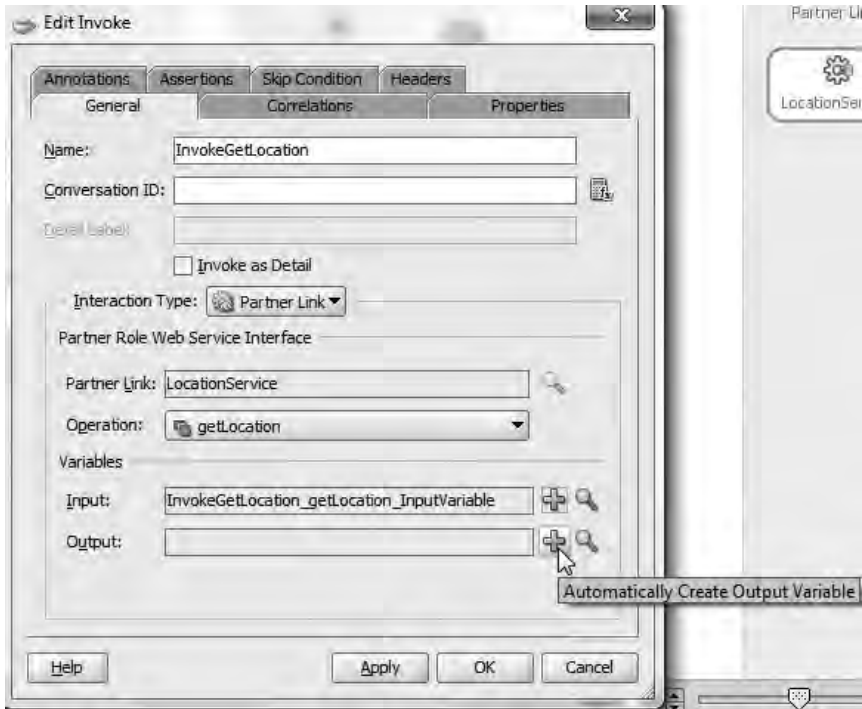 Edit Invoke
Partner Li
LocationSer
Annotations Assertions Skip Condition Headers
General Correlations Properties
Name: InvokeGetLocation
Conversation ID:
Detail Label:
Invoke as Detail
Interaction Type: Partner Link
Partner Role Web Service Interface
Partner Link: LocationService
Operation: getLocation
Variables
Input: InvokeGetLocation_getLocation_InputVariable
Output:
Automatically Create Output Variable
Help Apply OK Cancel